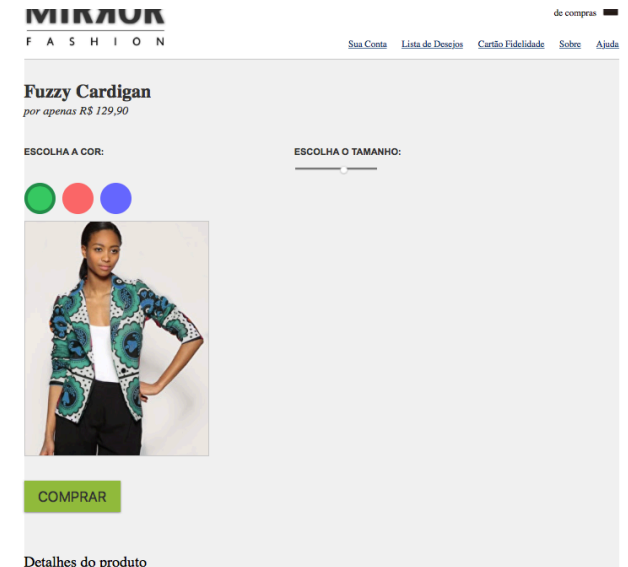 MIRROR
de compras
FASHION
Sua Conta Lista de Desejos Cartão Fidelidade Sobre Ajuda
Fuzzy Cardigan
por apenas R$ 129,90
ESCOLHA A COR: ESCOLHA O TAMANHO:
COMPRAR
Detalhes do produto